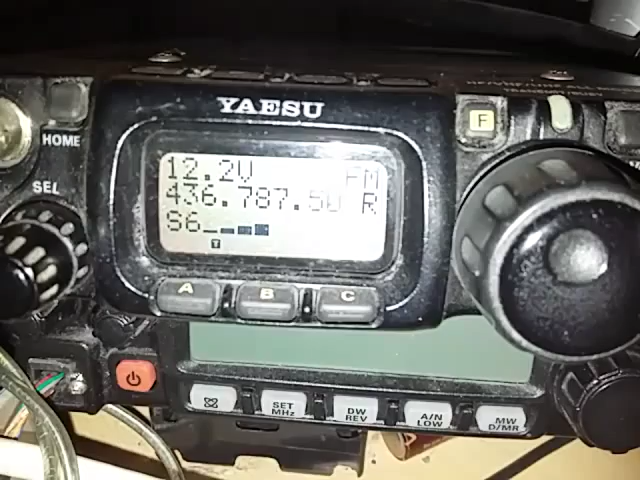 YAESU
F
HOME
SEL
12.2V FM
436.787.50 R
S6
T
A B C
SET MHz
DW REV
A/N LOW
MW D/MR